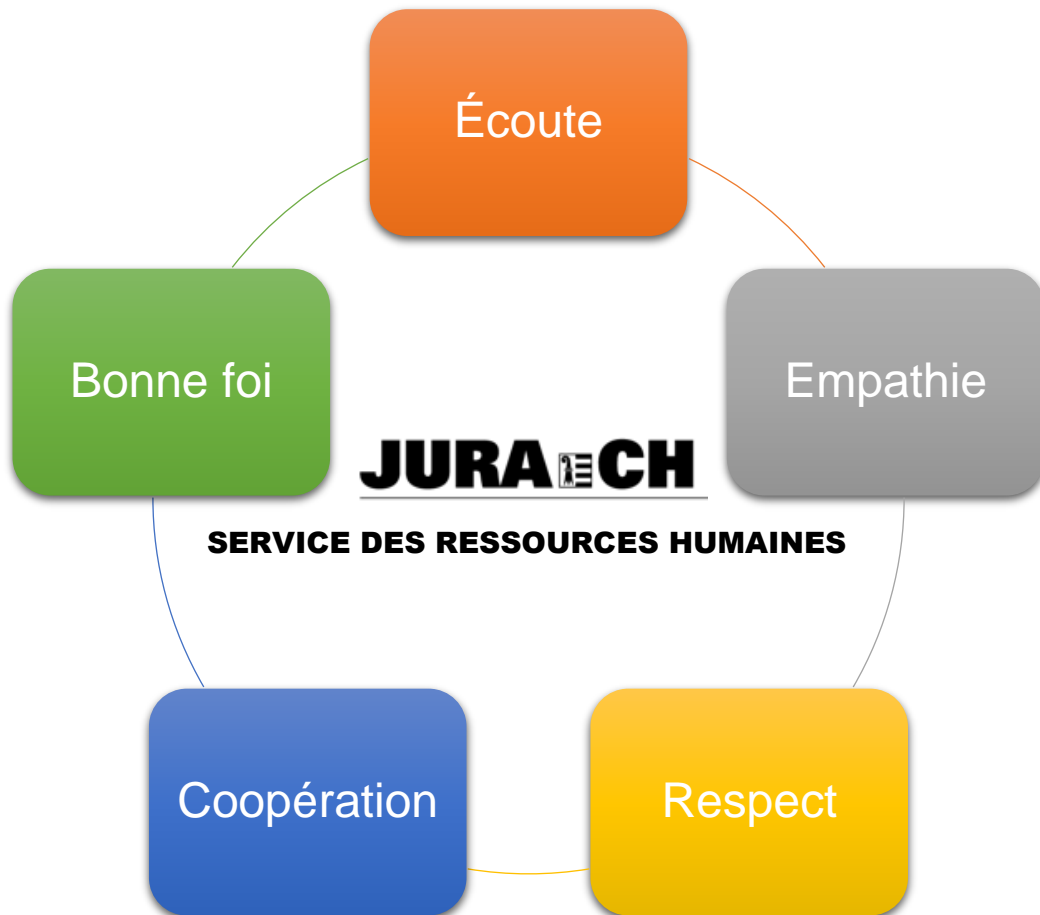 Écoute
Bonne foi
Empathie
JURA CH
SERVICE DES RESSOURCES HUMAINES
Coopération
Respect